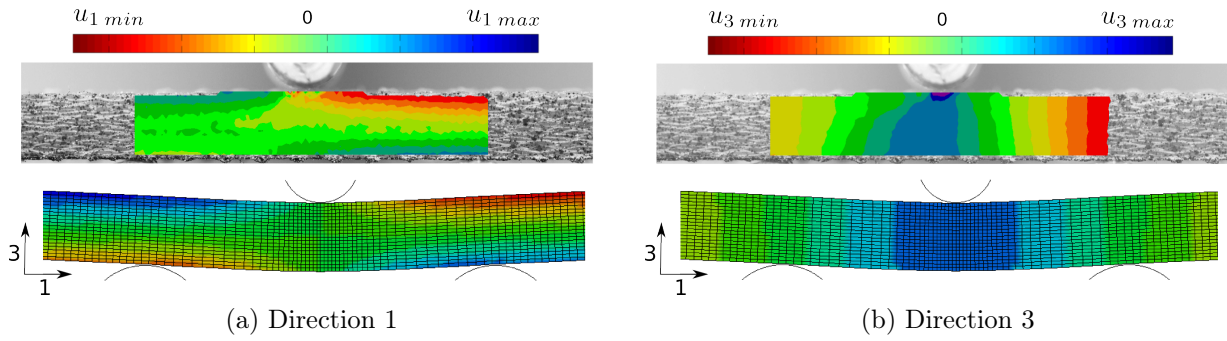 u₁ min 0 u₁ max
u₃ min 0 u₃ max
3
1
3
1
(a) Direction 1
(b) Direction 3